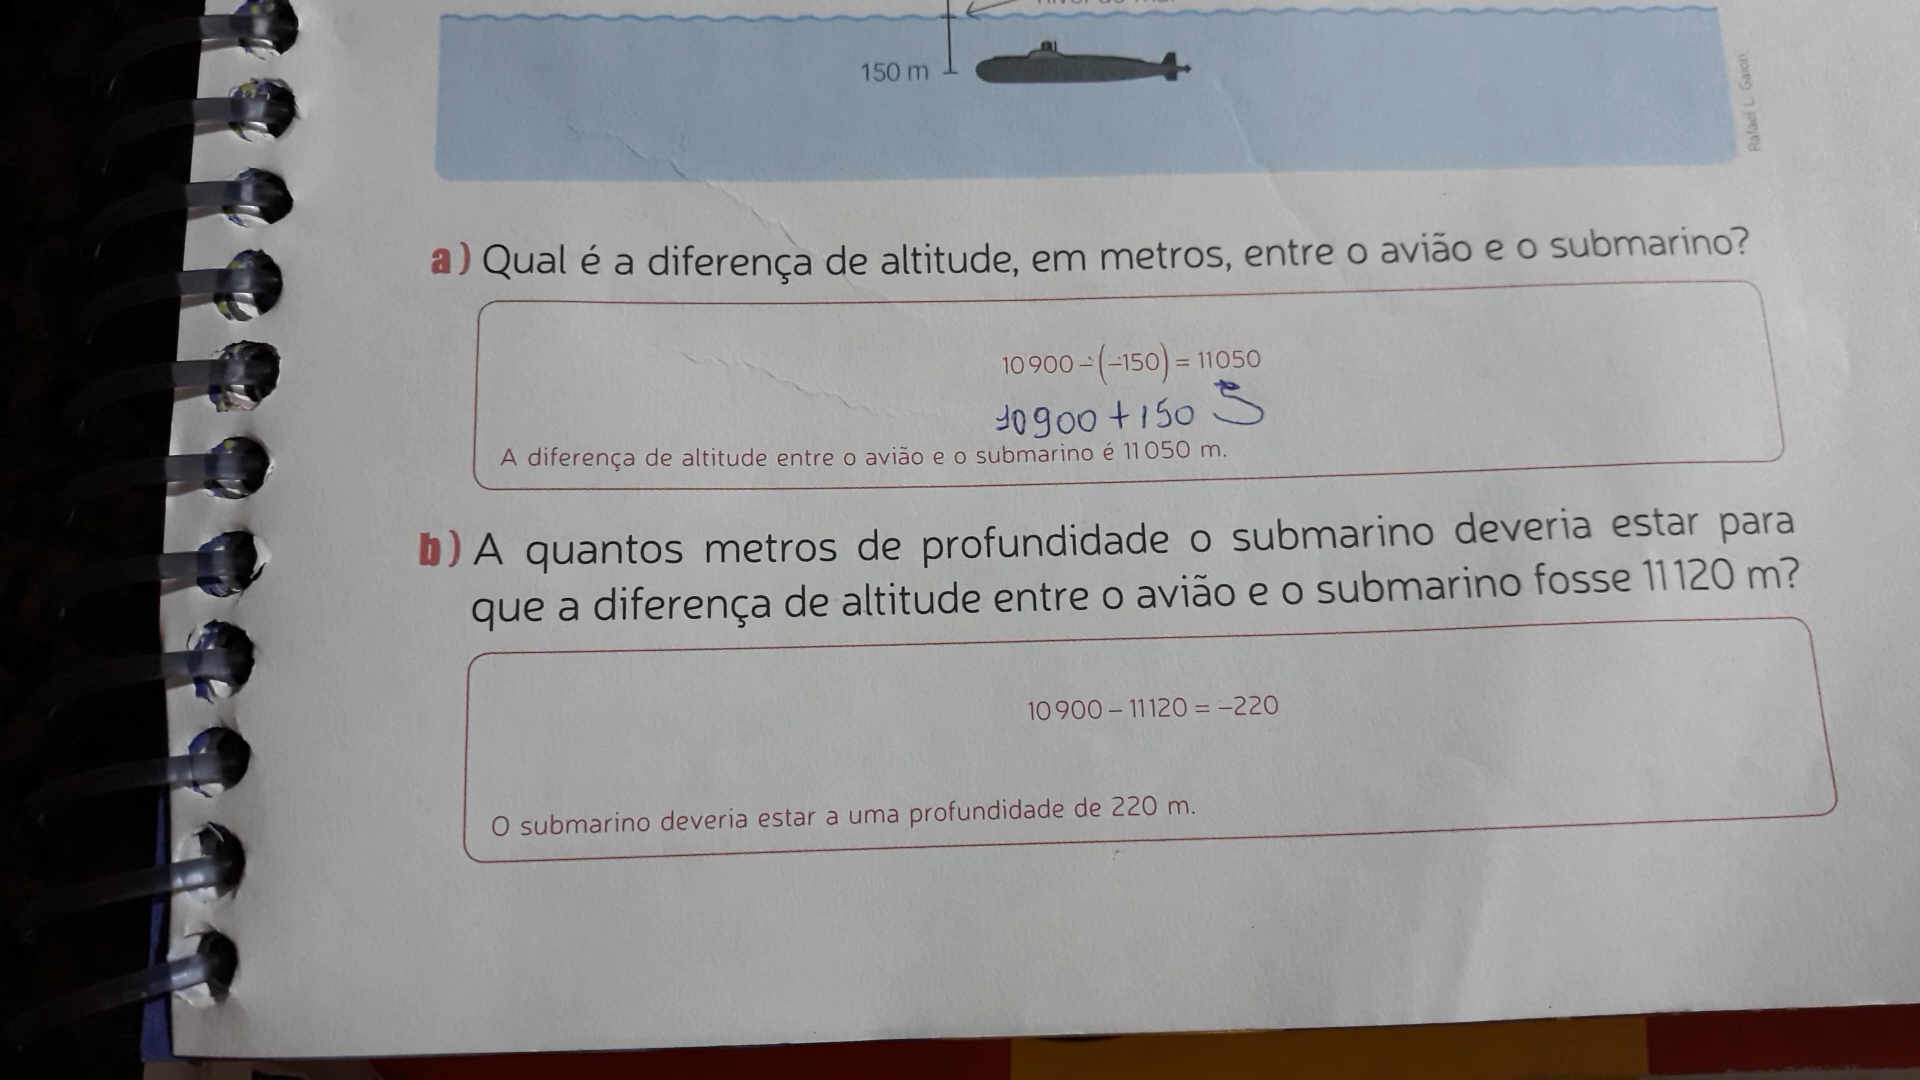 150 m
Rafael L. Gaion
a) Qual é a diferença de altitude, em metros, entre o avião e o submarino?
10 900 – (–150) = 11 050
10900 + 150
A diferença de altitude entre o avião e o submarino é 11 050 m.
b) A quantos metros de profundidade o submarino deveria estar para
que a diferença de altitude entre o avião e o submarino fosse 11 120 m?
10 900 – 11 120 = –220
O submarino deveria estar a uma profundidade de 220 m.